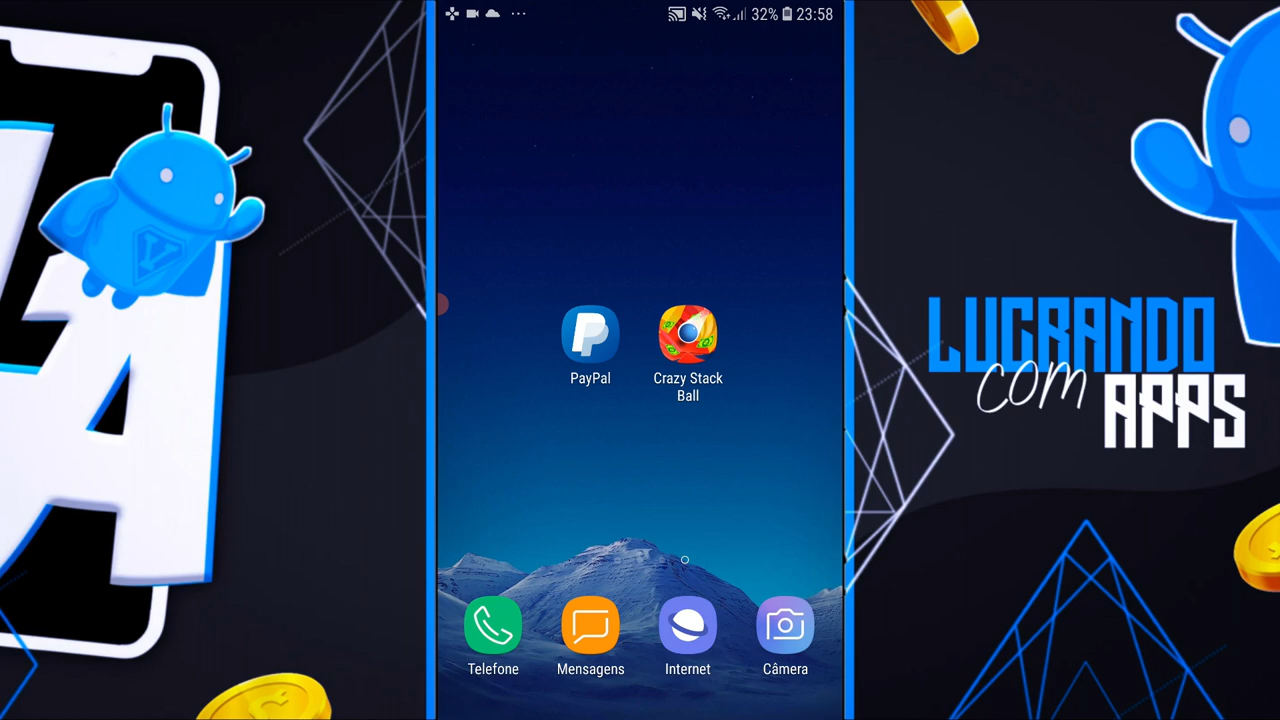 32% 23:58
PayPal
Crazy Stack
Ball
LUCRANDO
com
APPS
Telefone
Mensagens
Internet
Câmera